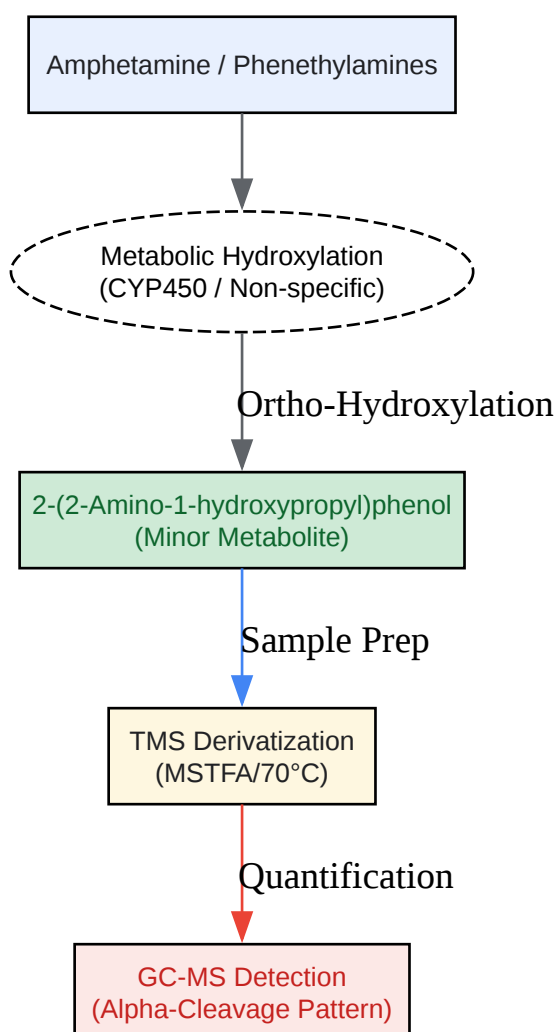 Amphetamine / Phenethylamines
Metabolic Hydroxylation
(CYP450 / Non-specific)
Ortho-Hydroxylation
2-(2-Amino-1-hydroxypropyl)phenol
(Minor Metabolite)
Sample Prep
TMS Derivatization
(MSTFA/70°C)
Quantification
GC-MS Detection
(Alpha-Cleavage Pattern)